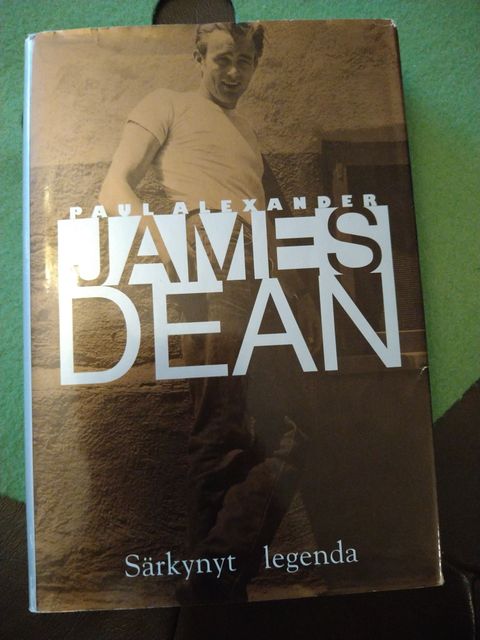 PAUL ALEXANDER
JAMES
DEAN
Särkynyt legenda